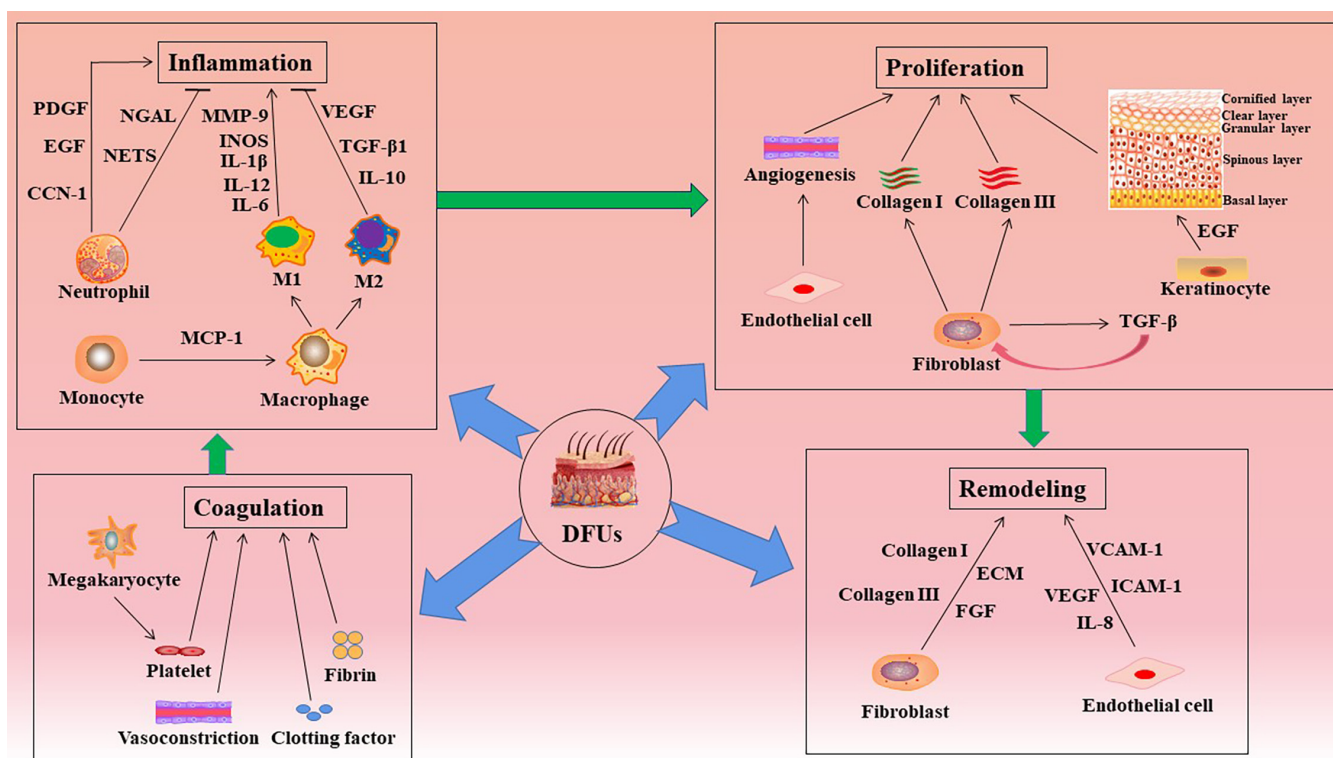 Inflammation
PDGF
EGF
CCN-1
NGAL
NETS
MMP-9
INOS
IL-1β
IL-12
IL-6
VEGF
TGF-β1
IL-10
Neutrophil
M1
M2
Monocyte
MCP-1
Macrophage
Proliferation
Angiogenesis
Collagen I
Collagen III
Cornified layer
Clear layer
Granular layer
Spinous layer
Basal layer
EGF
Keratinocyte
Endothelial cell
Fibroblast
TGF-β
DFUs
Coagulation
Megakaryocyte
Platelet
Fibrin
Vasoconstriction
Clotting factor
Remodeling
Collagen I
Collagen III
ECM
FGF
VCAM-1
ICAM-1
VEGF
IL-8
Fibroblast
Endothelial cell